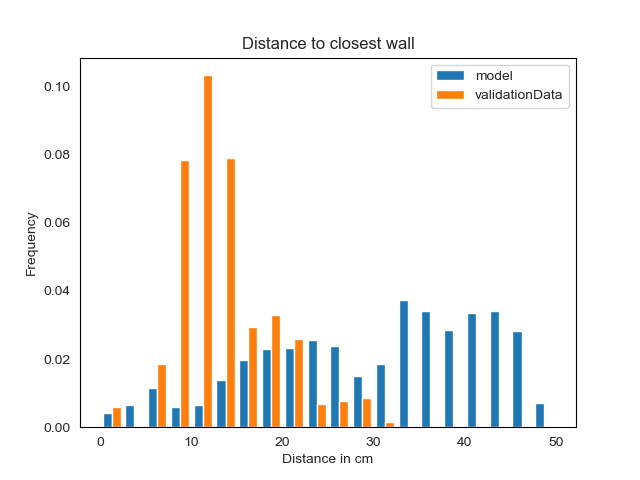 Distance to closest wall
model
validationData
0.10
0.08
0.06
0.04
0.02
0.00
Frequency
0 10 20 30 40 50
Distance in cm